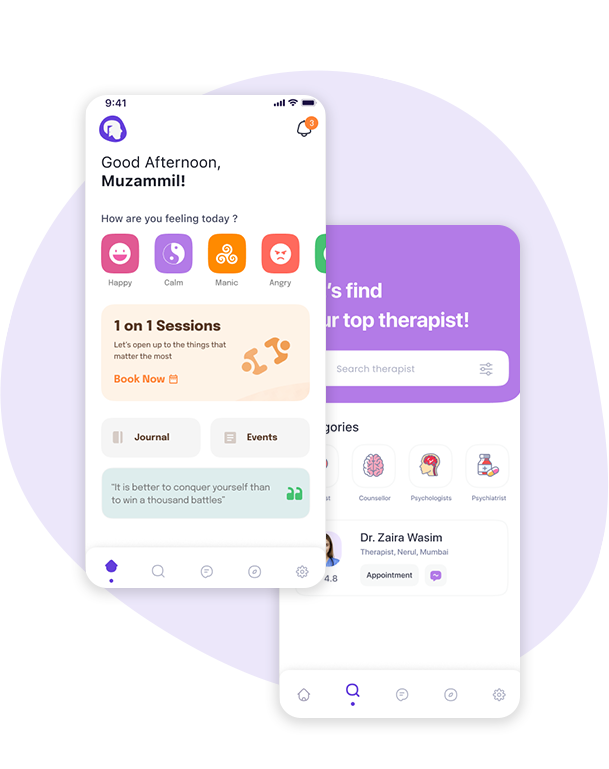 9:41
3
Good Afternoon,
Muzammil!
How are you feeling today ?
Happy
Calm
Manic
Angry
1 on 1 Sessions
Let's open up to the things that
matter the most
Book Now
Journal
Events
“It is better to conquer yourself than
to win a thousand battles”
's find
ur top therapist!
Search therapist
gories
st
Counsellor
Psychologists
Psychiatrist
Dr. Zaira Wasim
Therapist, Nerul, Mumbai
4.8
Appointment